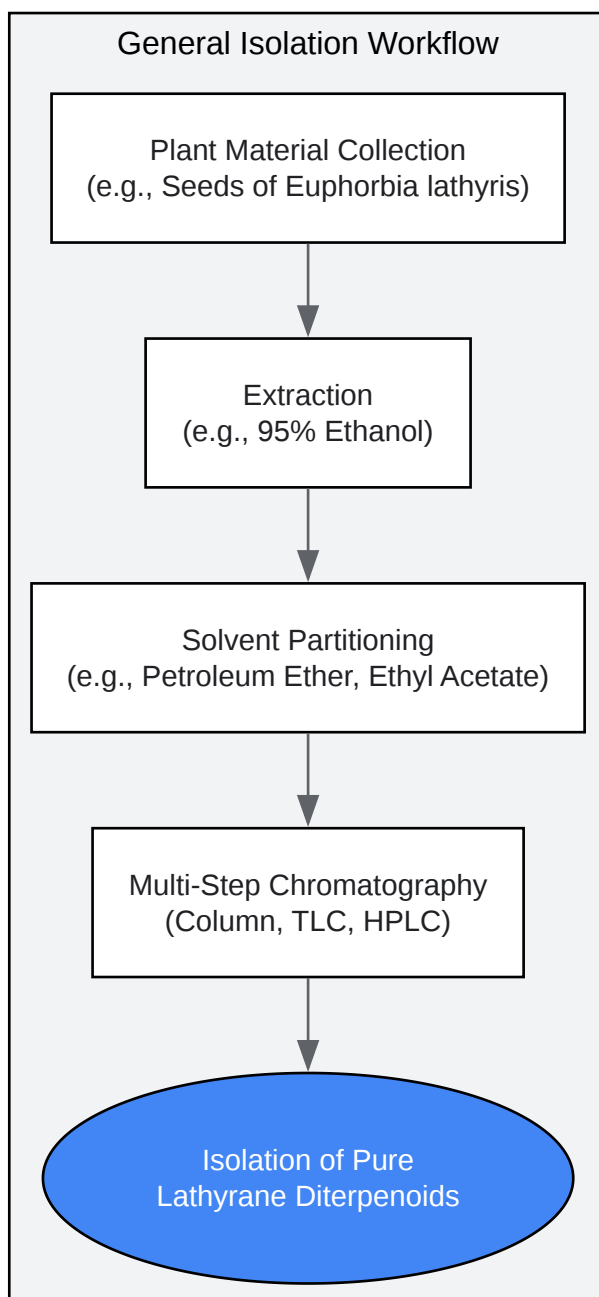 General Isolation Workflow
Plant Material Collection
(e.g., Seeds of Euphorbia lathyris)
Extraction
(e.g., 95% Ethanol)
Solvent Partitioning
(e.g., Petroleum Ether, Ethyl Acetate)
Multi-Step Chromatography
(Column, TLC, HPLC)
Isolation of Pure
Lathyrane Diterpenoids